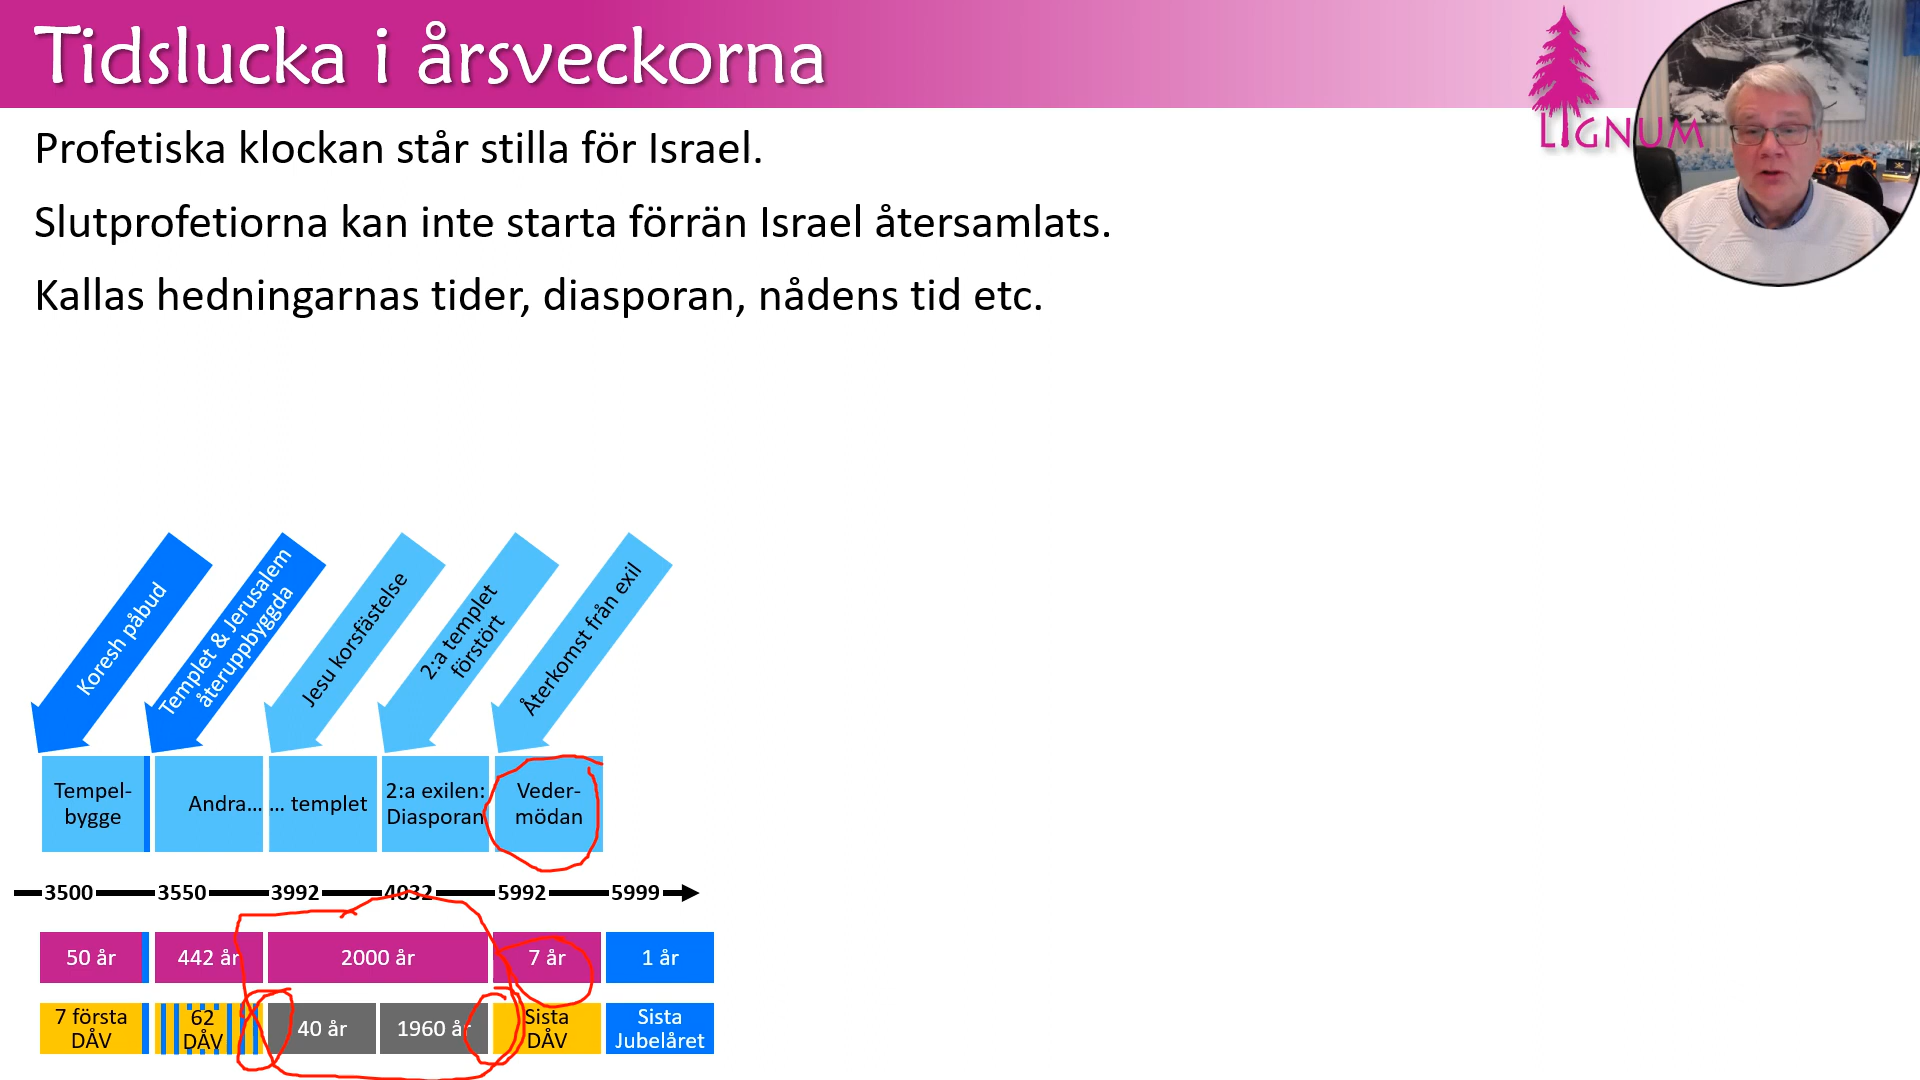 Tidslucka i årsveckorna
LIGNUM
Profetiska klockan står stilla för Israel.
Slutprofetiorna kan inte starta förrän Israel återsamlats.
Kallas hedningarnas tider, diasporan, nådens tid etc.
Koresh påbud
Templet & Jerusalem
återuppbyggda
Jesu korsfästelse
2:a templet
förstört
Återkomst från exil
Tempel-
bygge
Andra... ... templet
2:a exilen:
Diasporan
Veder-
mödan
3500 3550 3992 4032 5992 5999
50 år 442 år 2000 år 7 år 1 år
7 första
DÅV
62
DÅV
40 år
1960 år
Sista
DÅV
Sista
Jubelåret